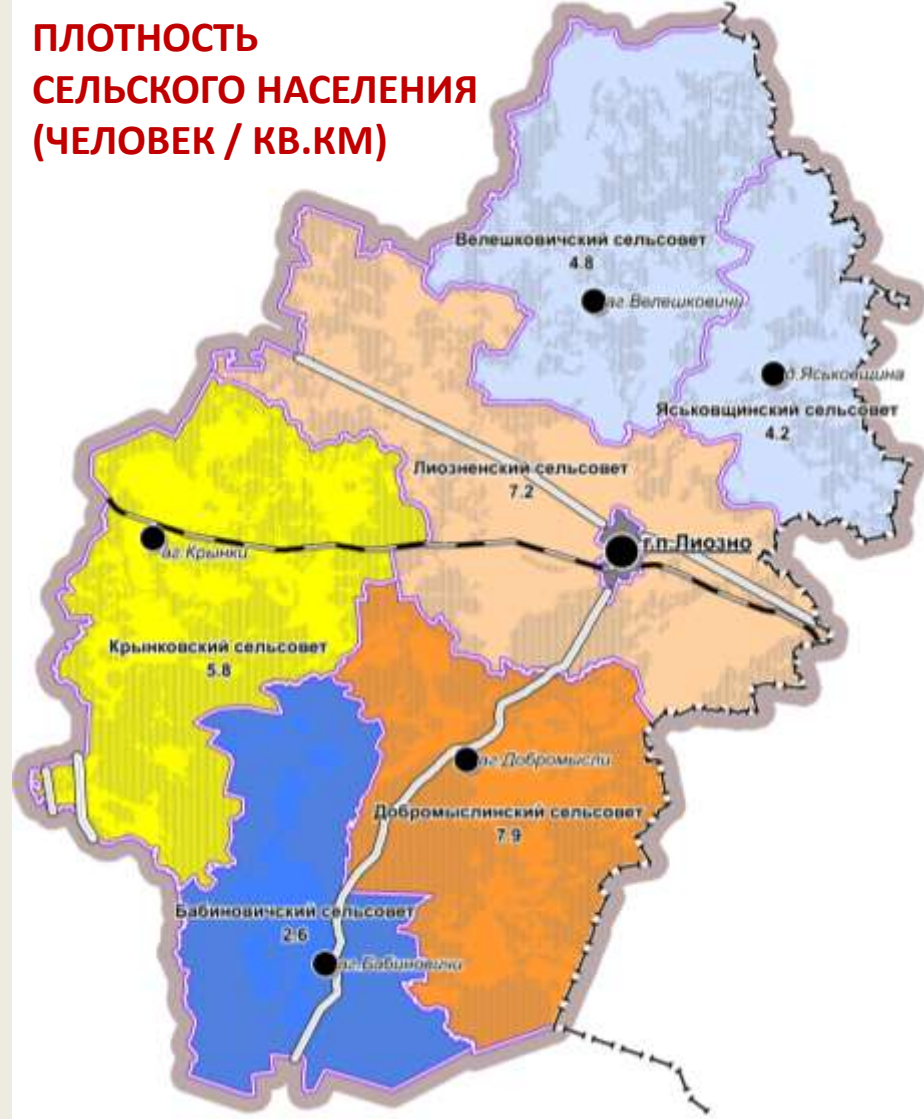 ПЛОТНОСТЬ
СЕЛЬСКОГО НАСЕЛЕНИЯ
(ЧЕЛОВЕК / КВ.КМ)
Велешковичский сельсовет
4.8
аг.Велешковичи
д.Яськовщина
Яськовщинский сельсовет
4.2
Лиозненский сельсовет
7.2
г.п.Лиозно
аг.Крынки
Крынковский сельсовет
5.8
аг.Добромысли
Добромыслинский сельсовет
7.9
Бабиновичский сельсовет
2.6
аг.Бабиновичи